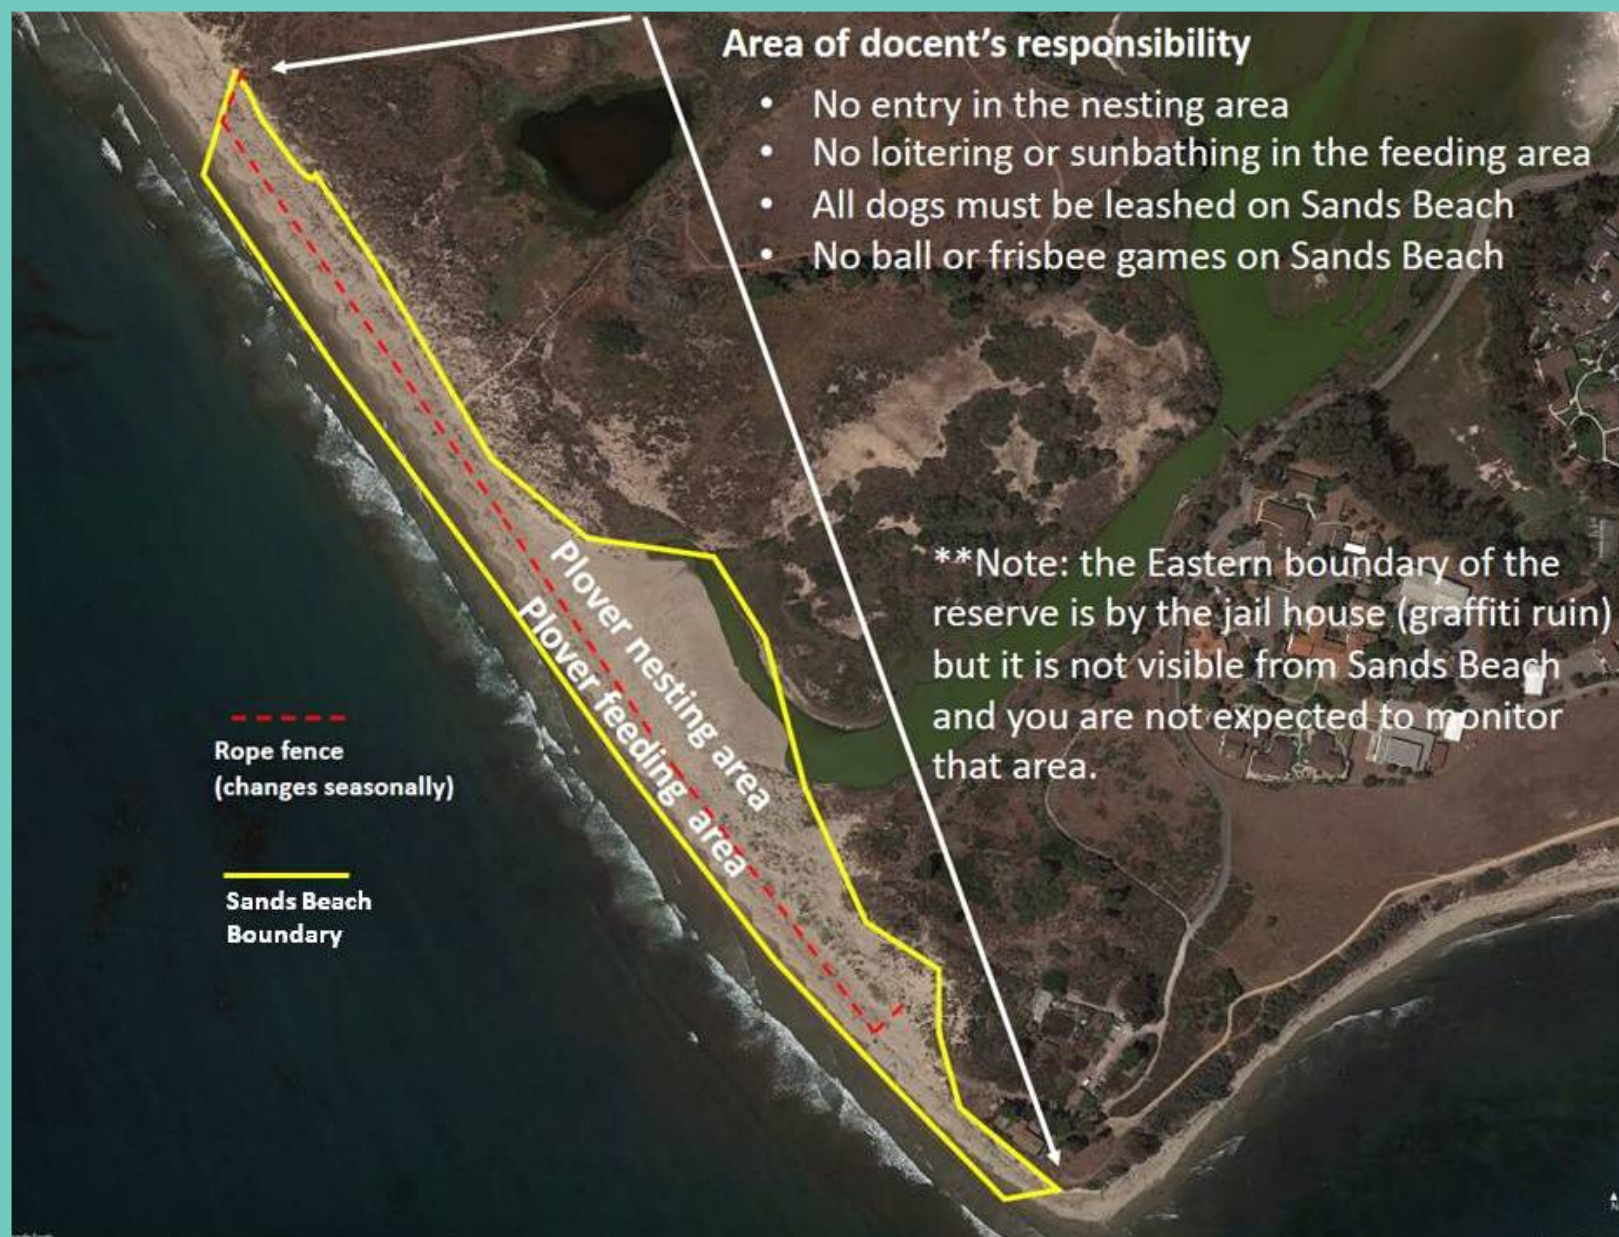 Area of docent's responsibility
• No entry in the nesting area
• No loitering or sunbathing in the feeding area
• All dogs must be leashed on Sands Beach
• No ball or frisbee games on Sands Beach
**Note: the Eastern boundary of the
reserve is by the jail house (graffiti ruin)
but it is not visible from Sands Beach
and you are not expected to monitor
that area.
Plover nesting area
Plover feeding area
Rope fence
(changes seasonally)
Sands Beach
Boundary